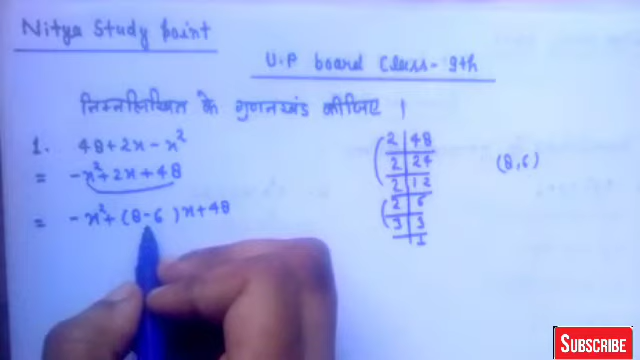 Nitya Study Point
U.P board Class - 9th
निम्नलिखित के गुणनखंड कीजिए ।
1. 48+2x-x²
= -x²+2x+48
= -x²+(8-6)x+48
2 | 48
2 | 24
2 | 12
2 | 6
3 | 3
| 1
(8,6)
SUBSCRIBE